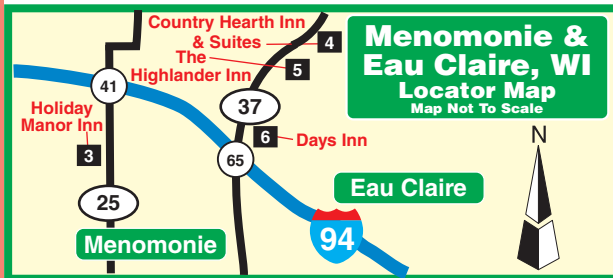 Country Hearth Inn
& Suites
4
The
Highlander Inn
5
Menomonie &
Eau Claire, WI
Locator Map
Map Not To Scale
41
Holiday
Manor Inn
3
37
6
Days Inn
65
N
25
Eau Claire
94
Menomonie